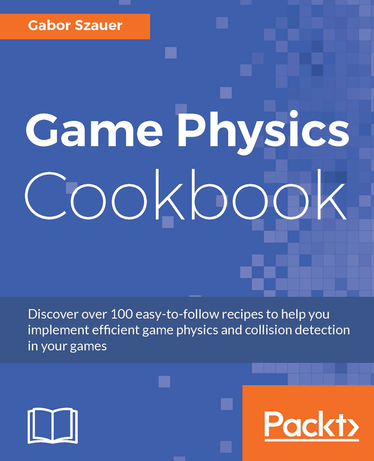 Gabor Szauer
Game Physics
Cookbook
Discover over 100 easy-to-follow recipes to help you
implement efficient game physics and collision detection
in your games
Packt>